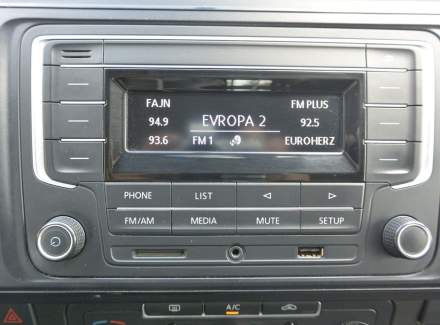 FAJN
FM PLUS
94.9
EVROPA 2
92.5
93.6
FM 1
EUROHERZ
PHONE
LIST
FM/AM
MEDIA
MUTE
SETUP
A/C